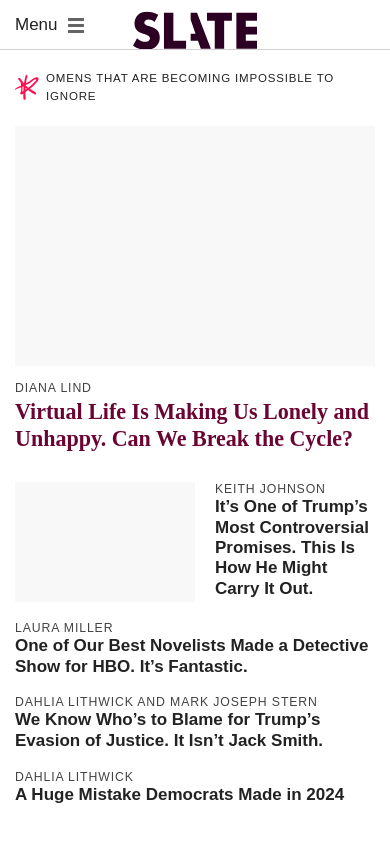 Menu
SLATE
OMENS THAT ARE BECOMING IMPOSSIBLE TO
IGNORE
DIANA LIND
Virtual Life Is Making Us Lonely and
Unhappy. Can We Break the Cycle?
KEITH JOHNSON
It’s One of Trump’s
Most Controversial
Promises. This Is
How He Might
Carry It Out.
LAURA MILLER
One of Our Best Novelists Made a Detective
Show for HBO. It’s Fantastic.
DAHLIA LITHWICK AND MARK JOSEPH STERN
We Know Who’s to Blame for Trump’s
Evasion of Justice. It Isn’t Jack Smith.
DAHLIA LITHWICK
A Huge Mistake Democrats Made in 2024